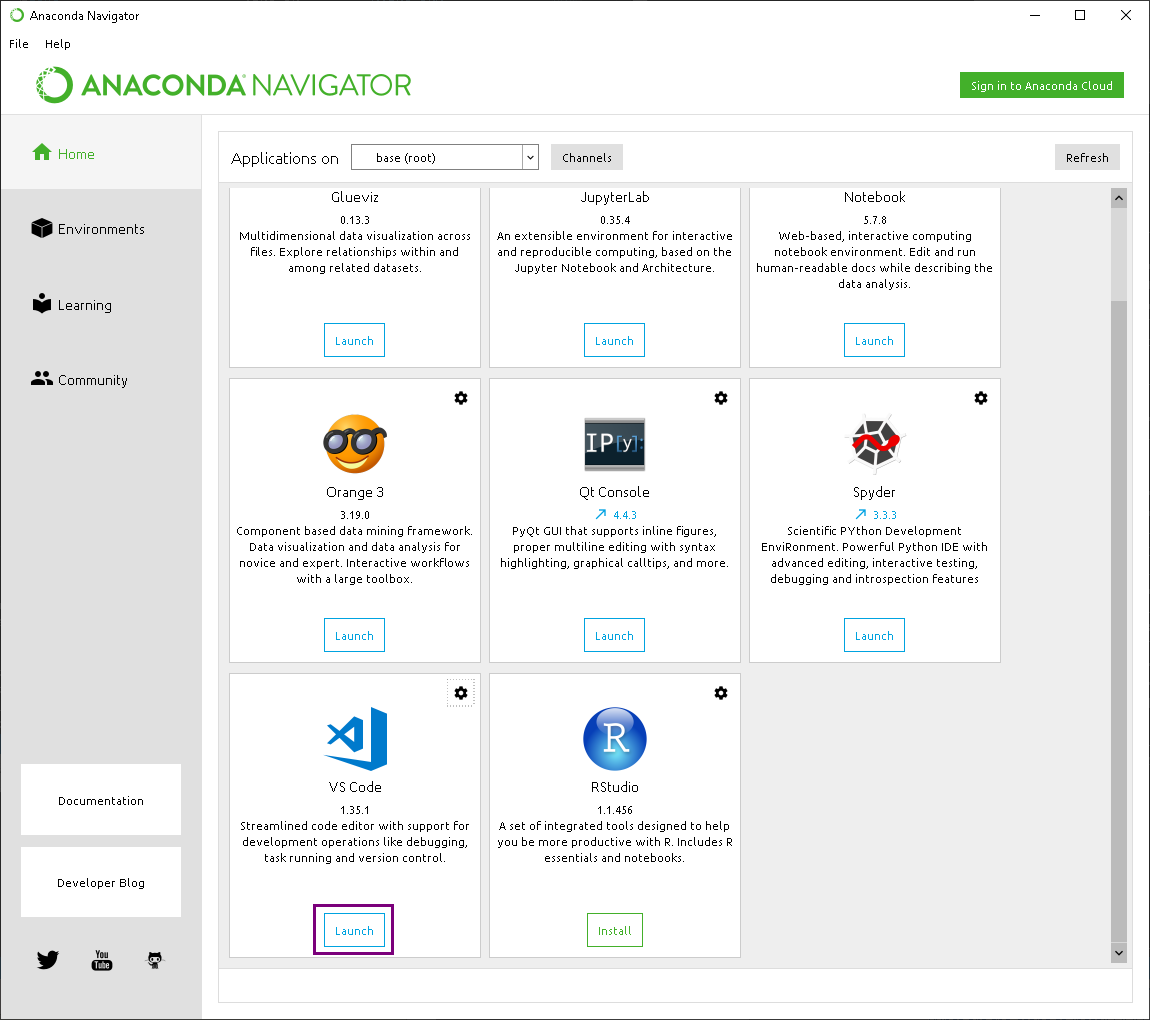 Anaconda Navigator
File Help
ANACONDA NAVIGATOR
Sign in to Anaconda Cloud
Home
Environments
Learning
Community
Documentation
Developer Blog
You
Tube
Applications on
base (root)
Channels
Refresh
Glueviz
0.13.3
Multidimensional data visualization across
files. Explore relationships within and
among related datasets.
Launch
JupyterLab
0.35.4
An extensible environment for interactive
and reproducible computing, based on the
Jupyter Notebook and Architecture.
Launch
Notebook
5.7.8
Web-based, interactive computing
notebook environment. Edit and run
human-readable docs while describing the
data analysis.
Launch
Orange 3
3.19.0
Component based data mining framework.
Data visualization and data analysis for
novice and expert. Interactive workflows
with a large toolbox.
Launch
IP[y]:
Qt Console
4.4.3
PyQt GUI that supports inline figures,
proper multiline editing with syntax
highlighting, graphical calltips, and more.
Launch
Spyder
3.3.3
Scientific PYthon Development
EnviRonment. Powerful Python IDE with
advanced editing, interactive testing,
debugging and introspection features
Launch
VS Code
1.35.1
Streamlined code editor with support for
development operations like debugging,
task running and version control.
Launch
R
RStudio
1.1.456
A set of integrated tools designed to help
you be more productive with R. Includes R
essentials and notebooks.
Install